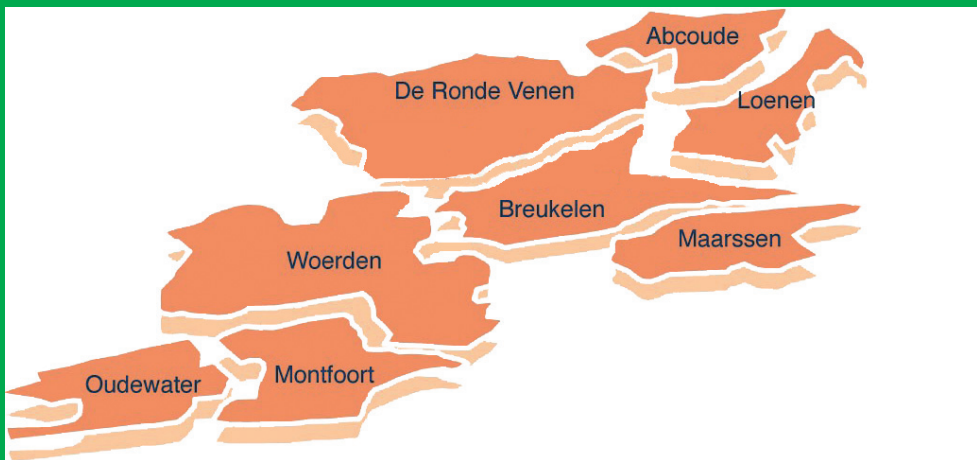 Abcoude
De Ronde Venen
Loenen
Breukelen
Maarssen
Woerden
Montfoort
Oudewater